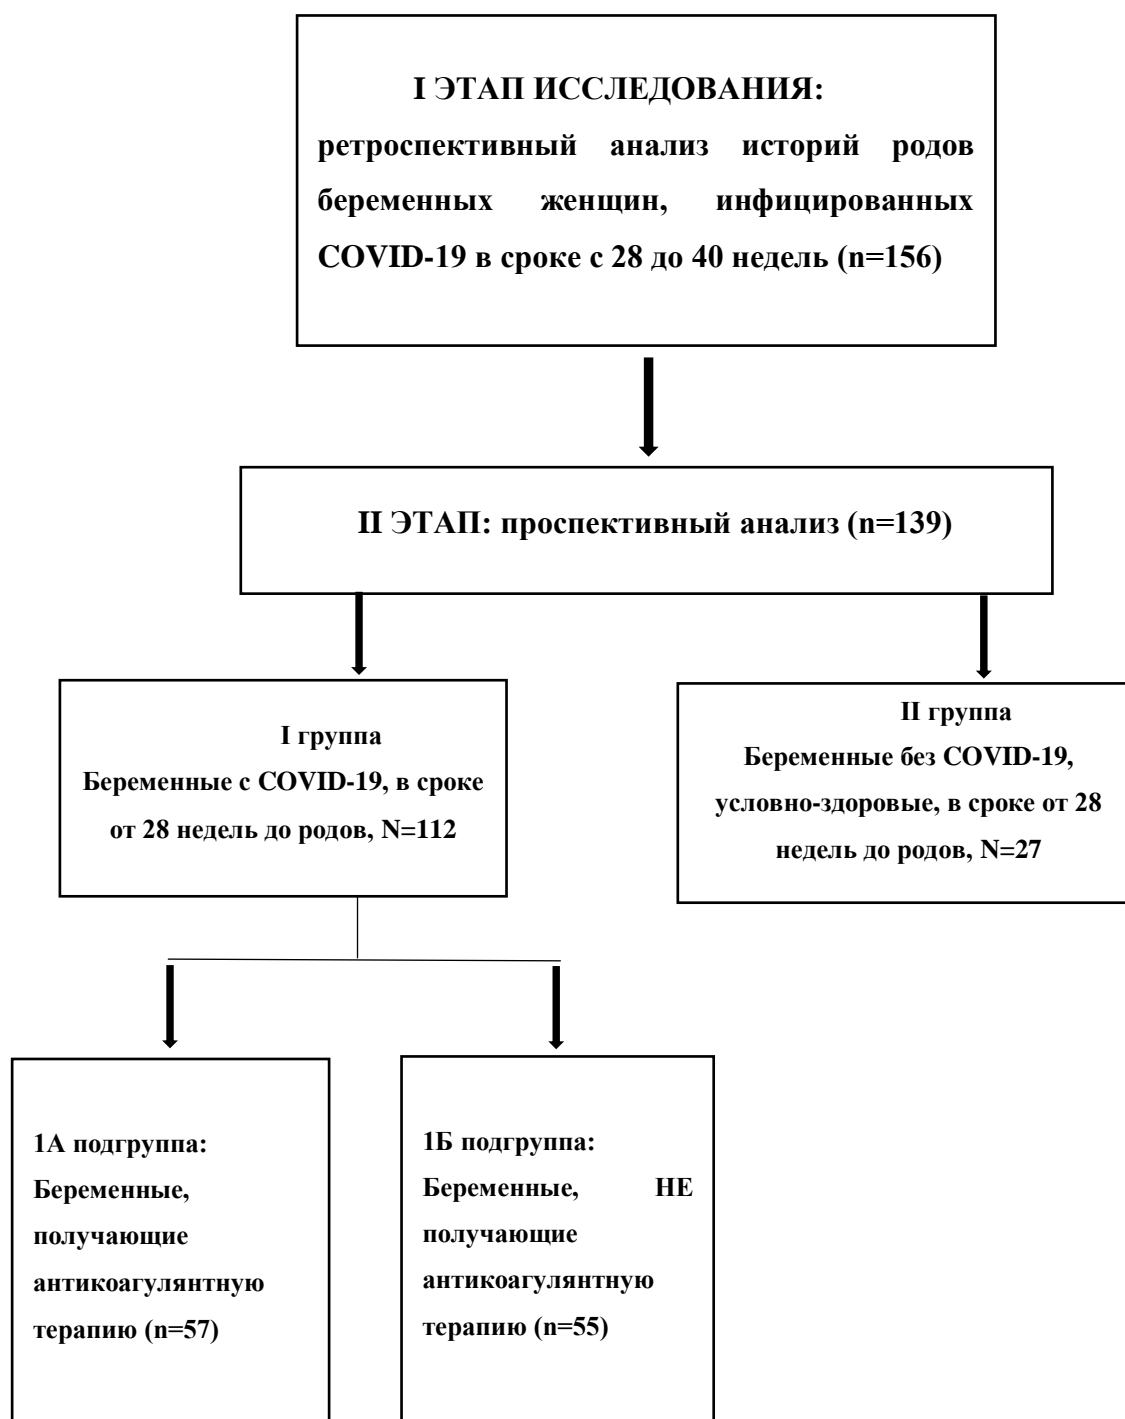 I ЭТАП ИССЛЕДОВАНИЯ:
ретроспективный анализ историй родов
беременных женщин, инфицированных
COVID-19 в сроке с 28 до 40 недель (n=156)
II ЭТАП: проспективный анализ (n=139)
I группа
Беременные с COVID-19, в сроке
от 28 недель до родов, N=112
II группа
Беременные без COVID-19,
условно-здоровые, в сроке от 28
недель до родов, N=27
1А подгруппа:
Беременные,
получающие
антикоагулянтную
терапию (n=57)
1Б подгруппа:
Беременные, НЕ
получающие
антикоагулянтную
терапию (n=55)